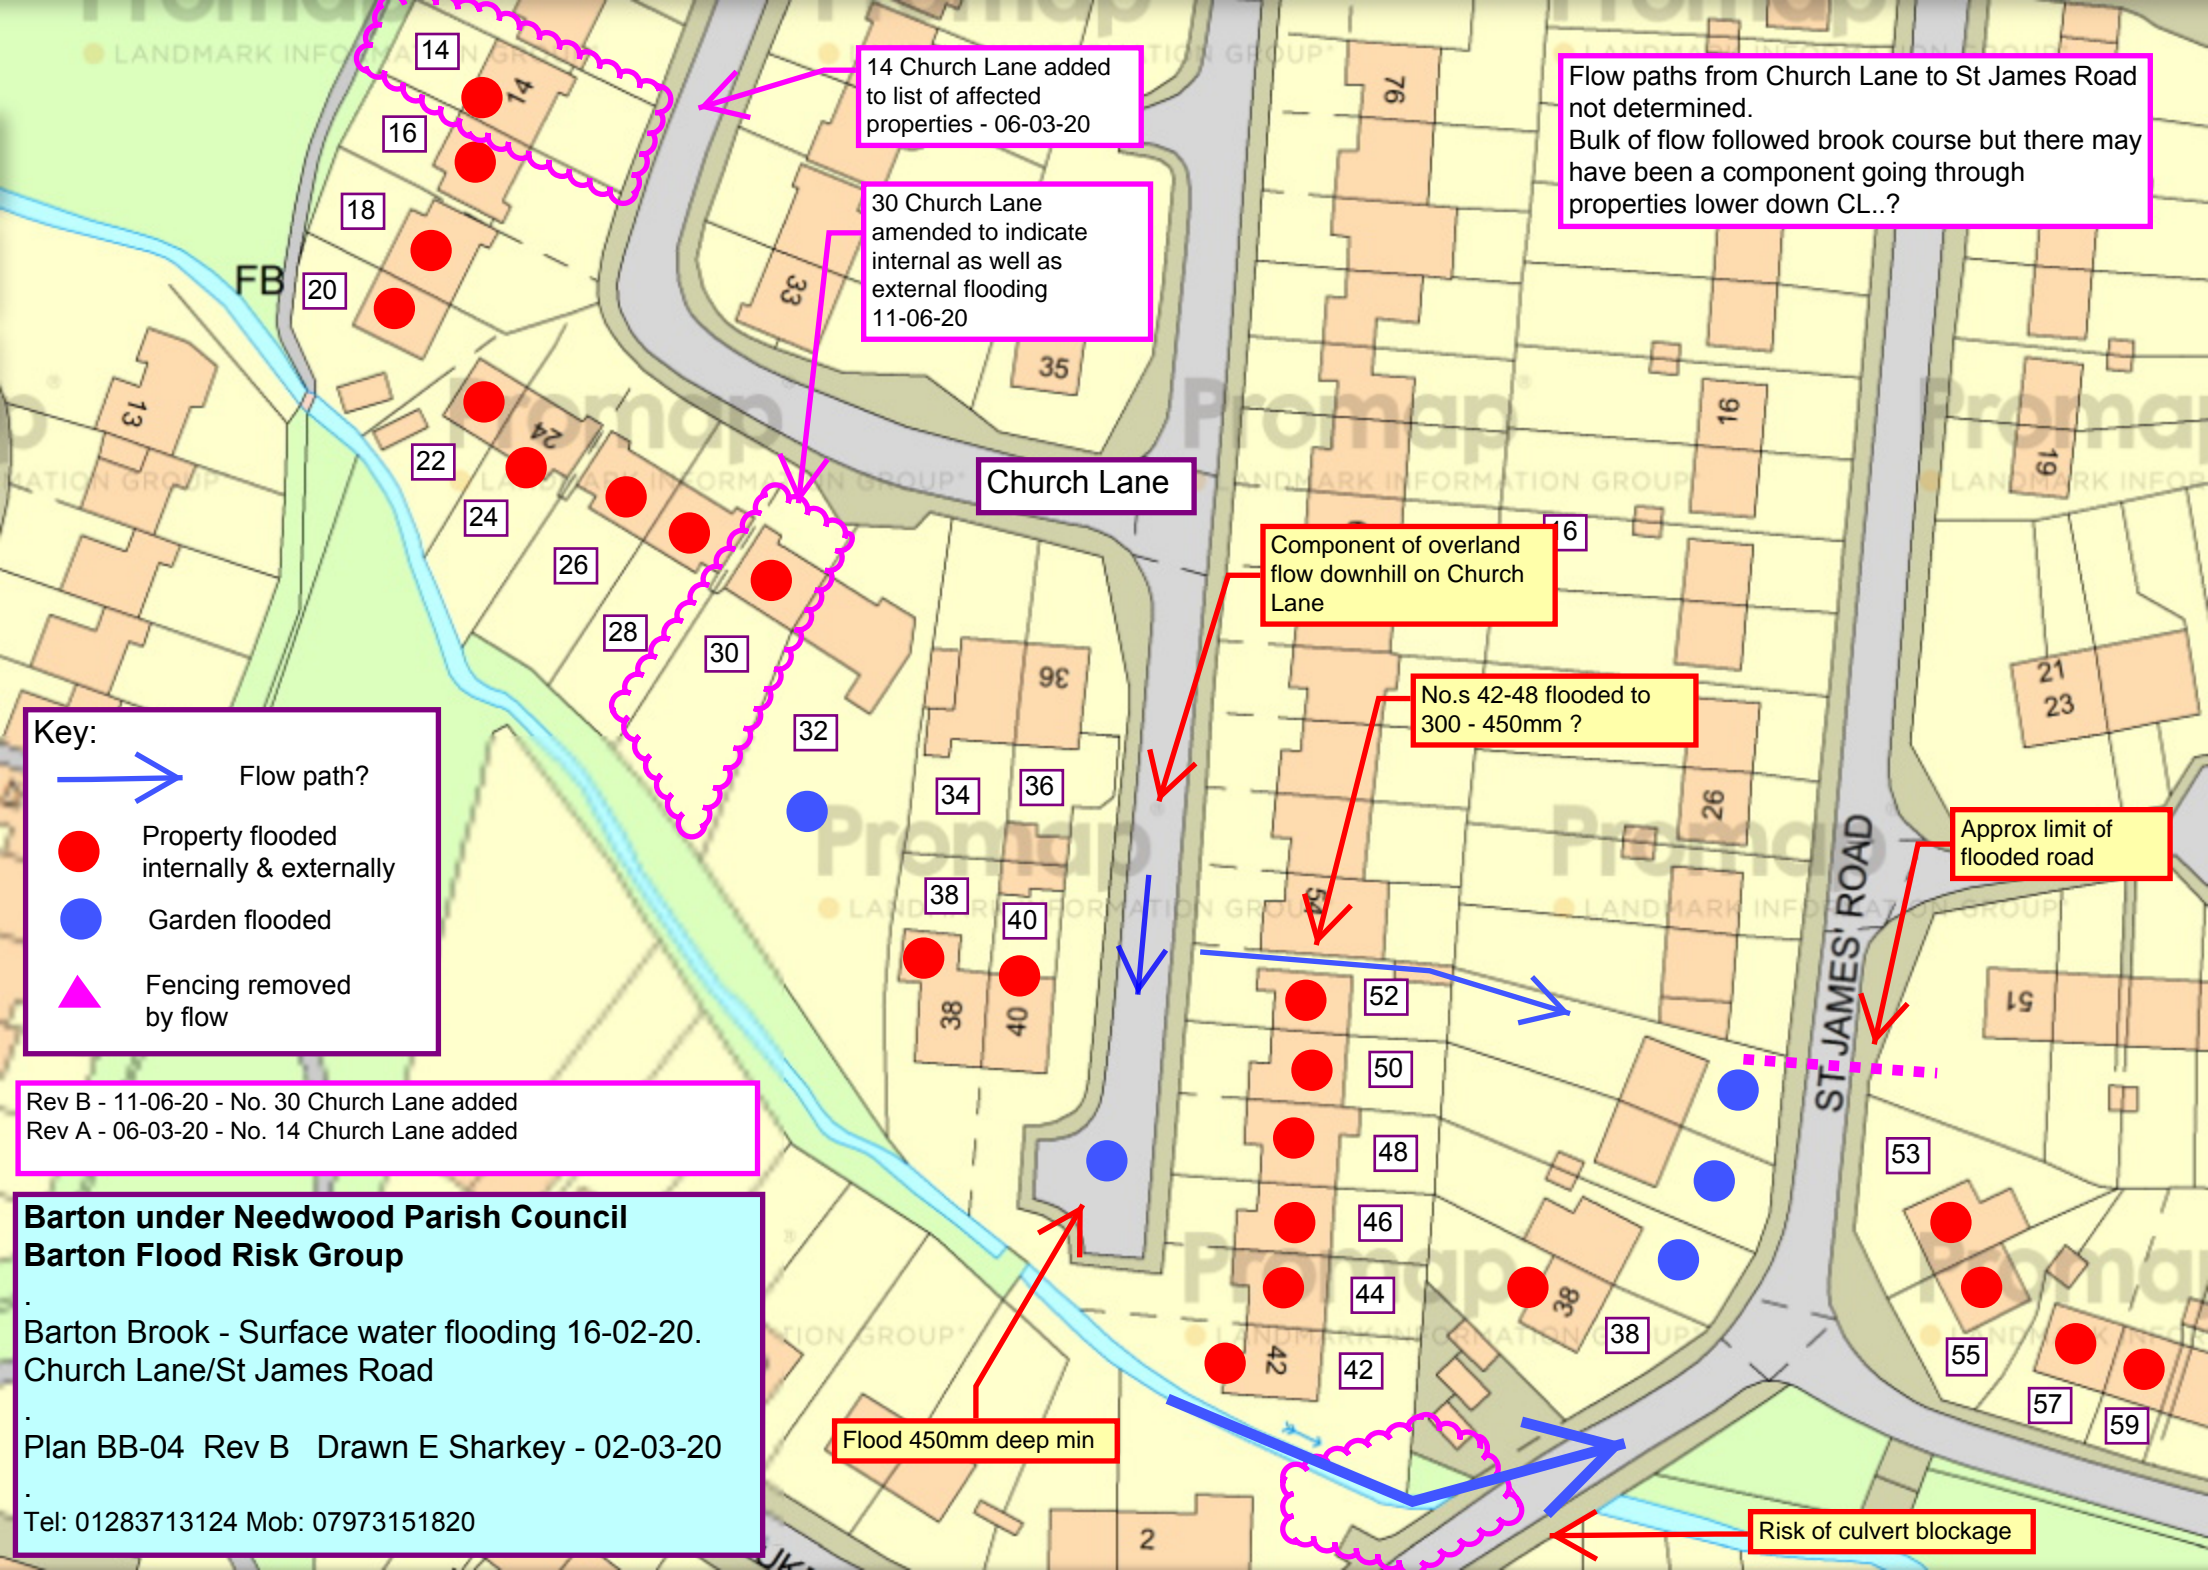 Promap
LANDMARK INFORMATION GROUP
14
14
16
18
20
FB
14 Church Lane added
to list of affected
properties - 06-03-20
30 Church Lane
amended to indicate
internal as well as
external flooding
11-06-20
Flow paths from Church Lane to St James Road
not determined.
Bulk of flow followed brook course but there may
have been a component going through
properties lower down CL..?
76
33
35
13
24
22
24
26
28
30
32
Church Lane
16
19
16
Component of overland
flow downhill on Church
Lane
No.s 42-48 flooded to
300 - 450mm ?
21
23
26
36
34
36
38
40
38
40
54
Approx limit of
flooded road
ST JAMES' ROAD
51
52
50
48
46
44
42
42
38
38
53
55
57
59
Key:
Flow path?
Property flooded
internally & externally
Garden flooded
Fencing removed
by flow
Rev B - 11-06-20 - No. 30 Church Lane added
Rev A - 06-03-20 - No. 14 Church Lane added
Barton under Needwood Parish Council
Barton Flood Risk Group
.
Barton Brook - Surface water flooding 16-02-20.
Church Lane/St James Road
.
Plan BB-04 Rev B Drawn E Sharkey - 02-03-20
.
Tel: 01283713124 Mob: 07973151820
Flood 450mm deep min
2
Risk of culvert blockage